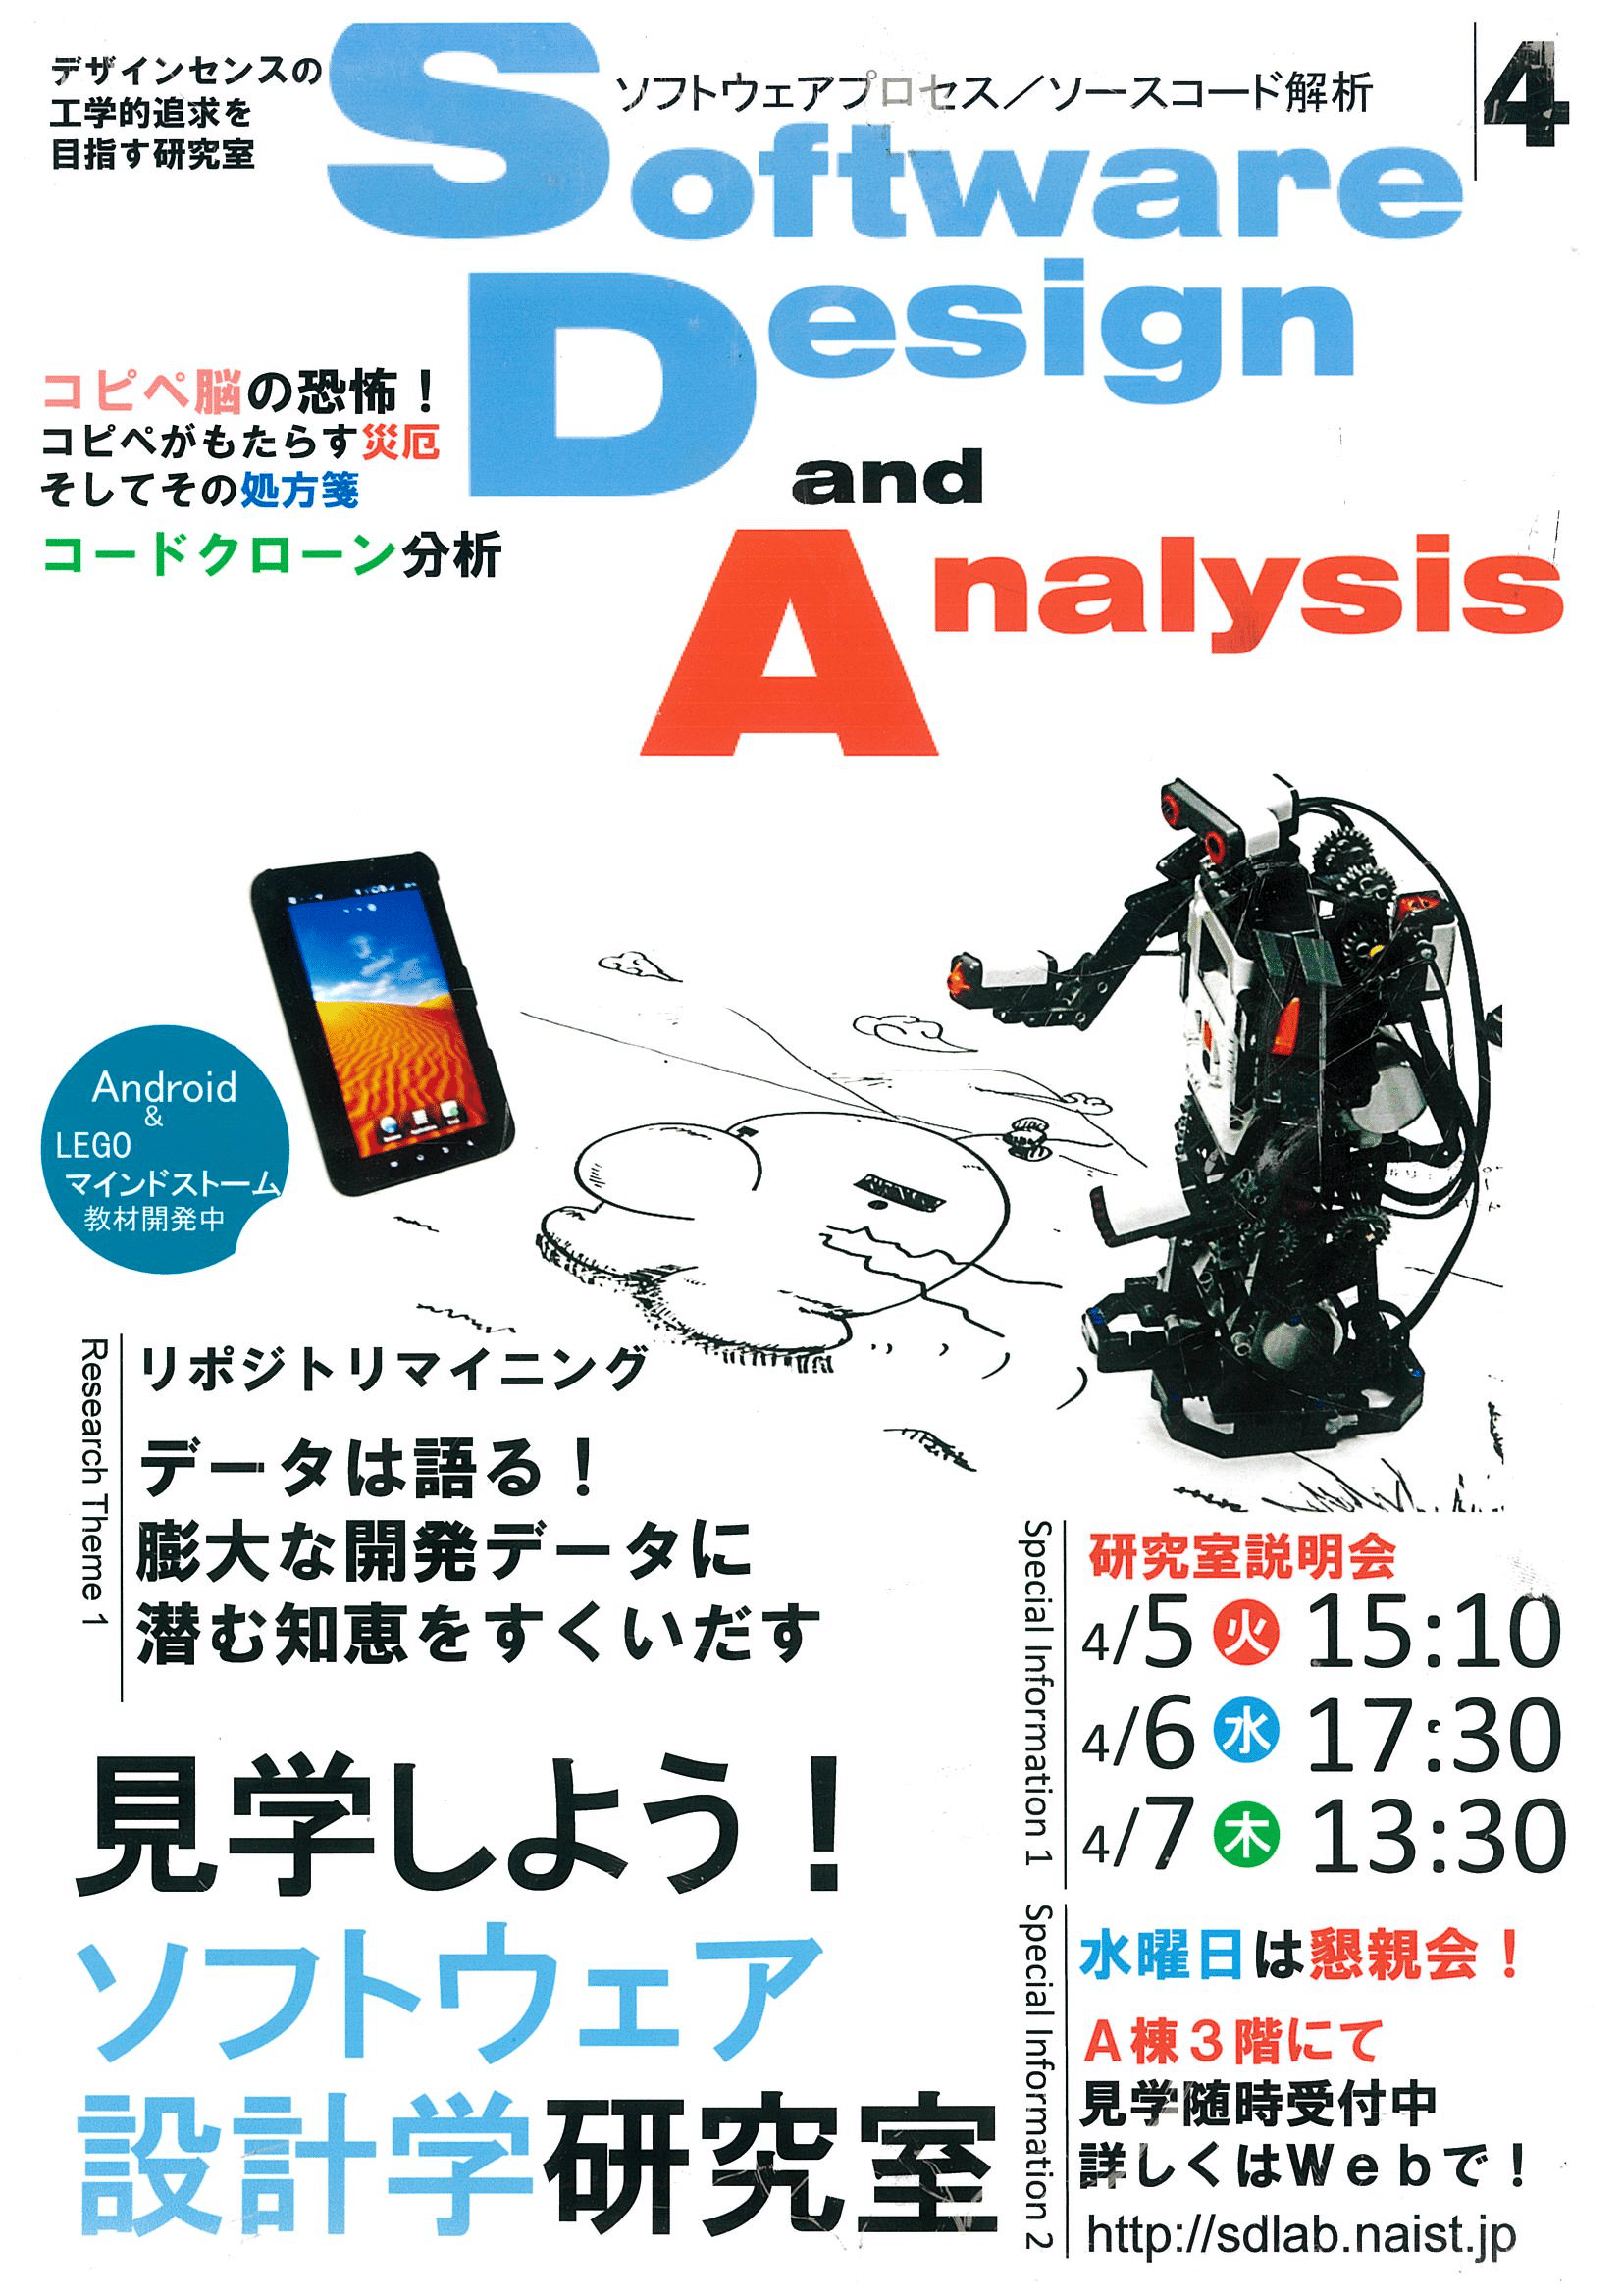 デザインセンスの
工学的追求を
目指す研究室
ソフトウェアプロセス／ソースコード解析
4
Software
Design
and
Analysis
コピペ脳の恐怖！
コピペがもたらす災厄
そしてその処方箋
コードクローン分析
Android
&
LEGO
マインドストーム
教材開発中
Research Theme 1
リポジトリマイニング
データは語る！
膨大な開発データに
潜む知恵をすくいだす
見学しよう！
ソフトウェア
設計学研究室
Special Information 1
研究室説明会
4/5 火 15:10
4/6 水 17:30
4/7 木 13:30
Special Information 2
水曜日は懇親会！
A棟３階にて
見学随時受付中
詳しくはＷｅｂで！
http://sdlab.naist.jp